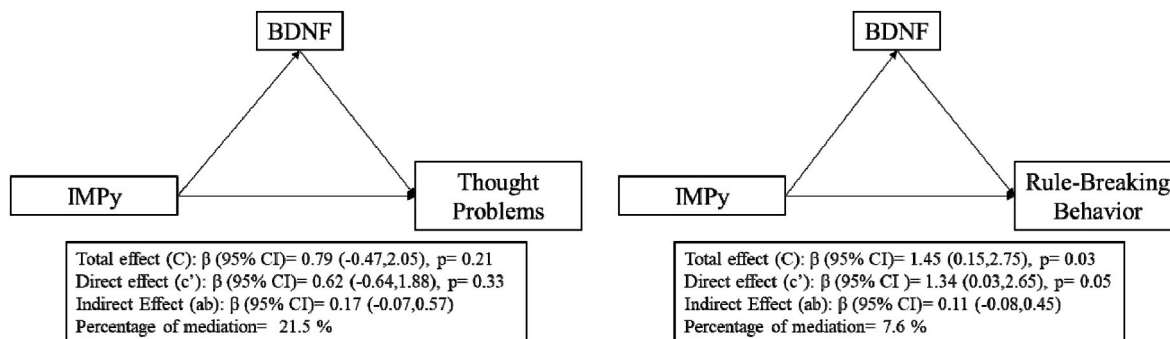 BDNF
IMPy
Thought
Problems
Total effect (C): β (95% CI)= 0.79 (-0.47,2.05), p= 0.21
Direct effect (c’): β (95% CI)= 0.62 (-0.64,1.88), p= 0.33
Indirect Effect (ab): β (95% CI)= 0.17 (-0.07,0.57)
Percentage of mediation= 21.5 %
BDNF
IMPy
Rule-Breaking
Behavior
Total effect (C): β (95% CI)= 1.45 (0.15,2.75), p= 0.03
Direct effect (c’): β (95% CI )= 1.34 (0.03,2.65), p= 0.05
Indirect Effect (ab): β (95% CI)= 0.11 (-0.08,0.45)
Percentage of mediation= 7.6 %